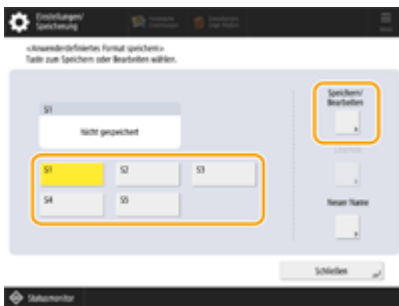 Einstellungen/
Speicherung
<Anwenderdefiniertes Format speichern>
Taste zum Speichern oder Bearbeiten wählen.
Speichern/
Bearbeiten
S1
Nicht gespeichert
Löschen
S1 S2 S3
S4 S5
Neuer Name
Schließen
Statusmonitor